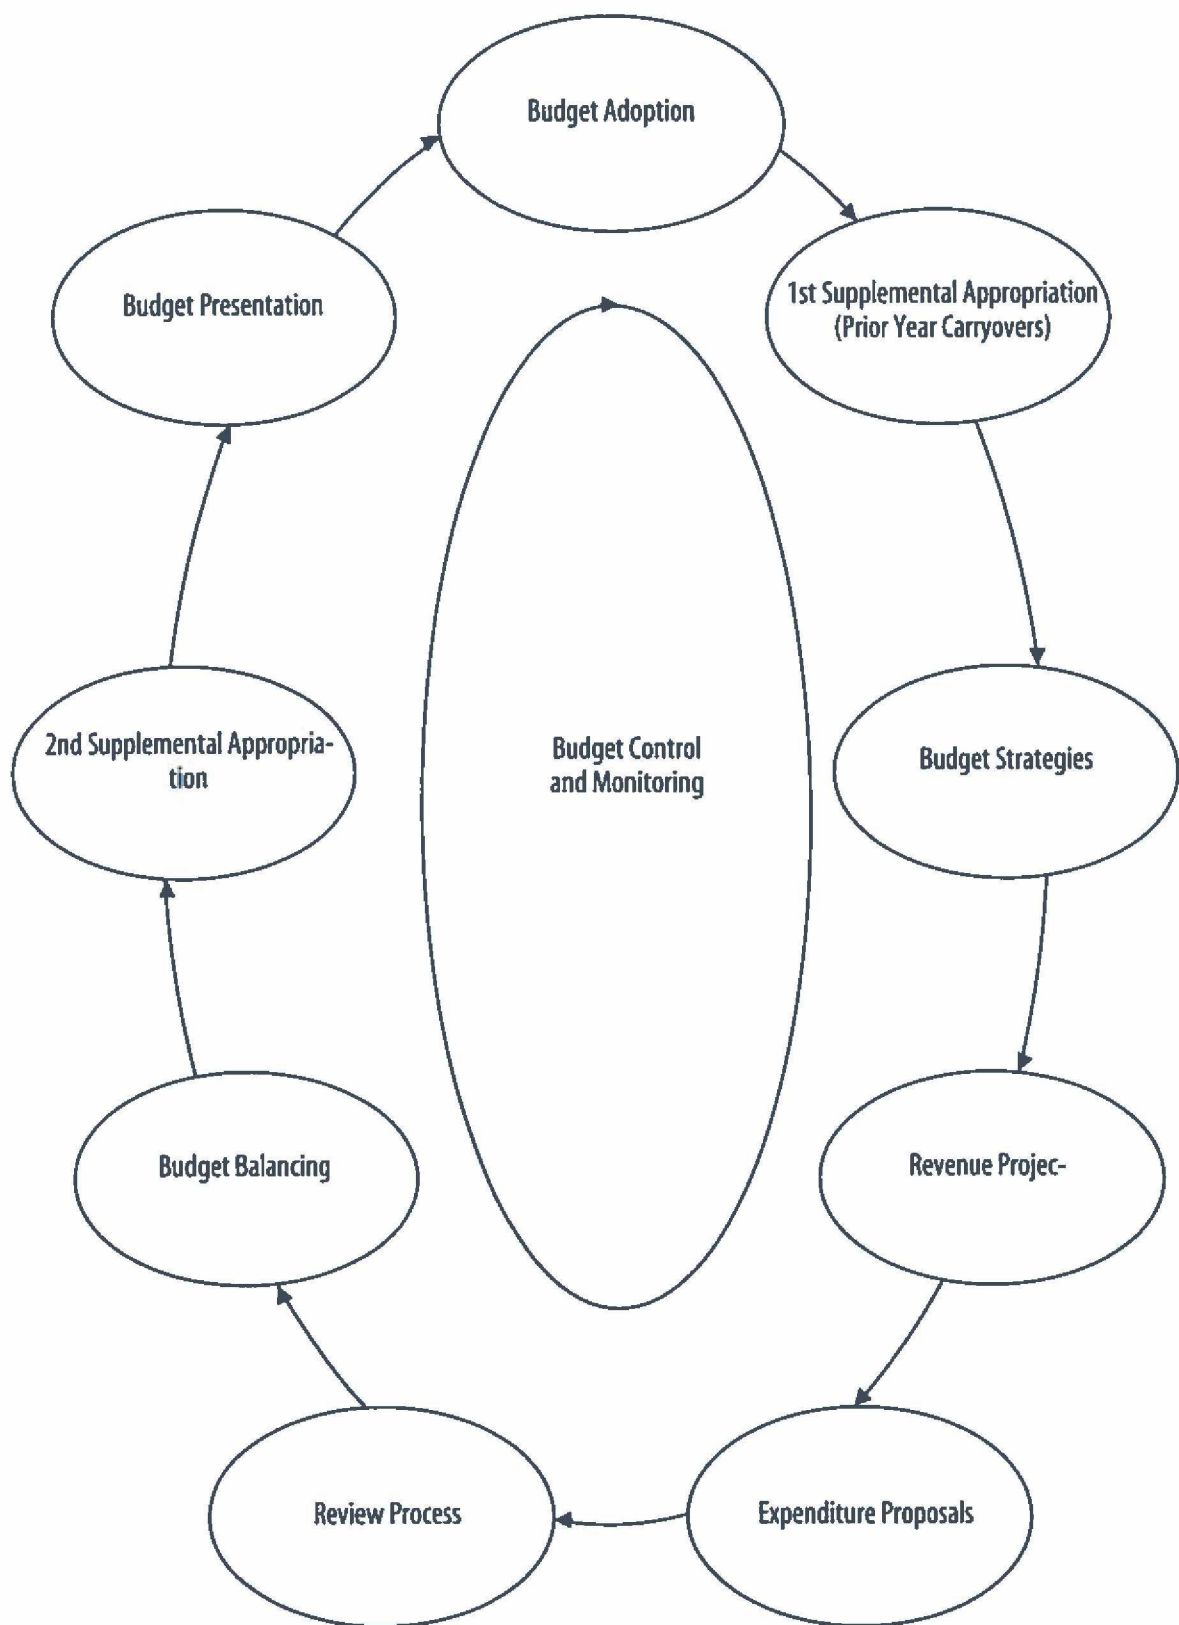 Budget Adoption
Budget Presentation
1st Supplemental Appropriation
(Prior Year Carryovers)
2nd Supplemental Appropria-
tion
Budget Control
and Monitoring
Budget Strategies
Budget Balancing
Revenue Projec-
Review Process
Expenditure Proposals